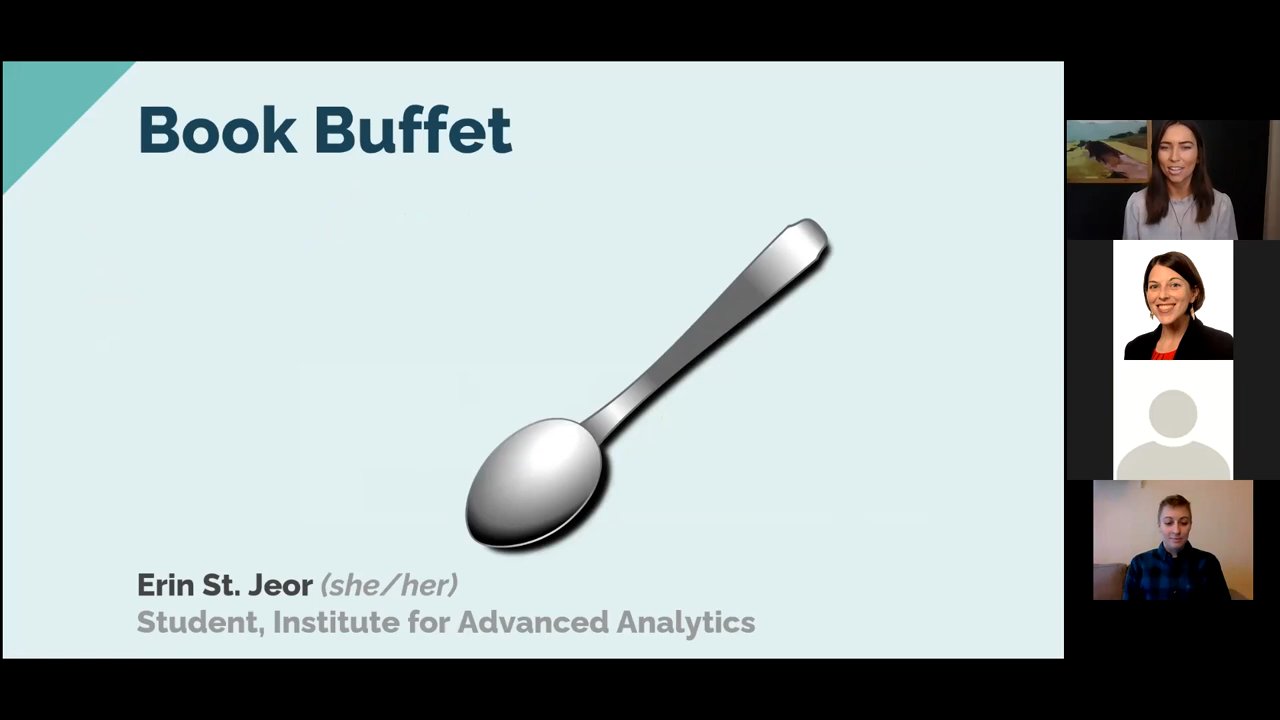 Book Buffet
Erin St. Jeor (she/her)
Student, Institute for Advanced Analytics